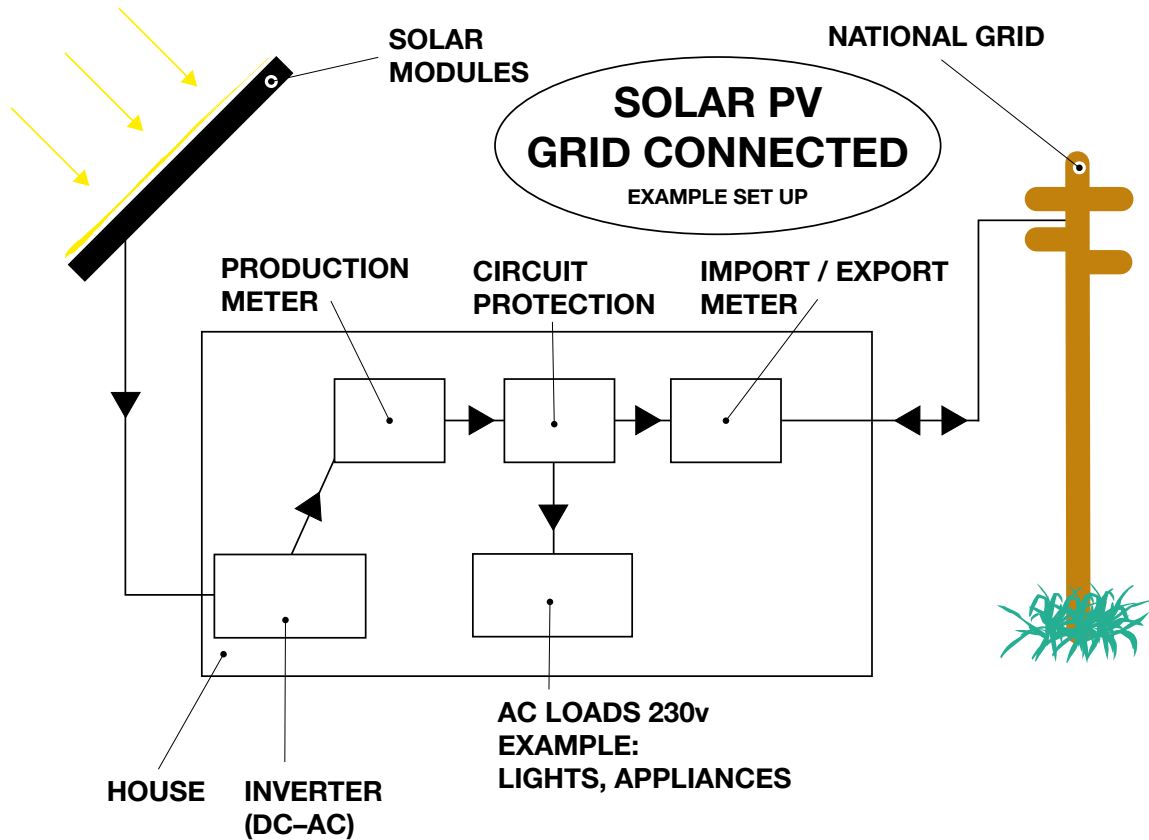 SOLAR
MODULES
NATIONAL GRID
SOLAR PV
GRID CONNECTED
EXAMPLE SET UP
PRODUCTION
METER
CIRCUIT
PROTECTION
IMPORT / EXPORT
METER
AC LOADS 230v
EXAMPLE:
LIGHTS, APPLIANCES
HOUSE
INVERTER
(DC–AC)